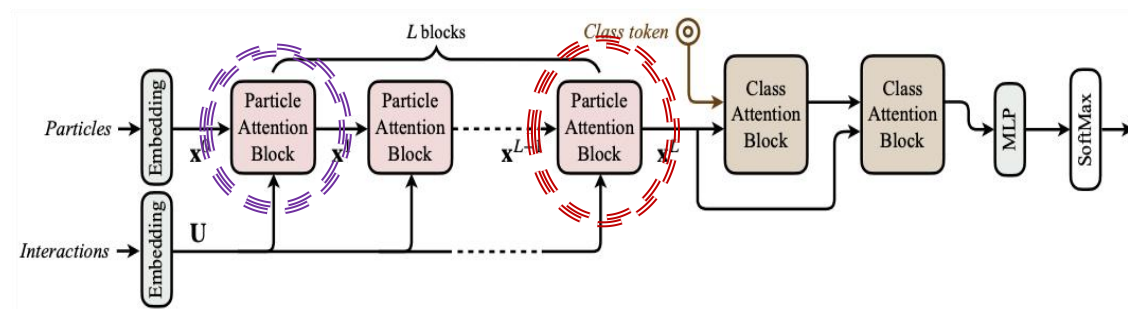 L blocks
Class token
Particles
Embedding
Particle
Attention
Block
Particle
Attention
Block
Particle
Attention
Block
Class
Attention
Block
Class
Attention
Block
MLP
SoftMax
x
x
x^L-
x^L
Interactions
Embedding
U